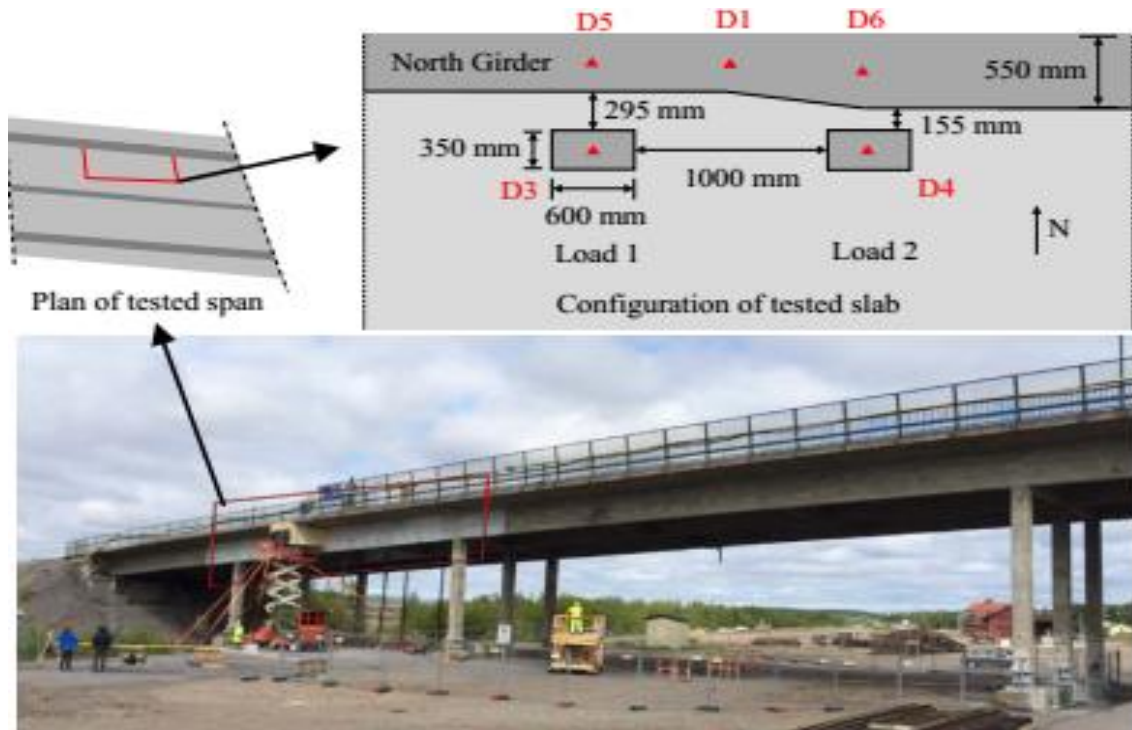 D5
D1
D6
North Girder
550 mm
295 mm
155 mm
350 mm
1000 mm
D3
D4
600 mm
N
Load 1
Load 2
Plan of tested span
Configuration of tested slab